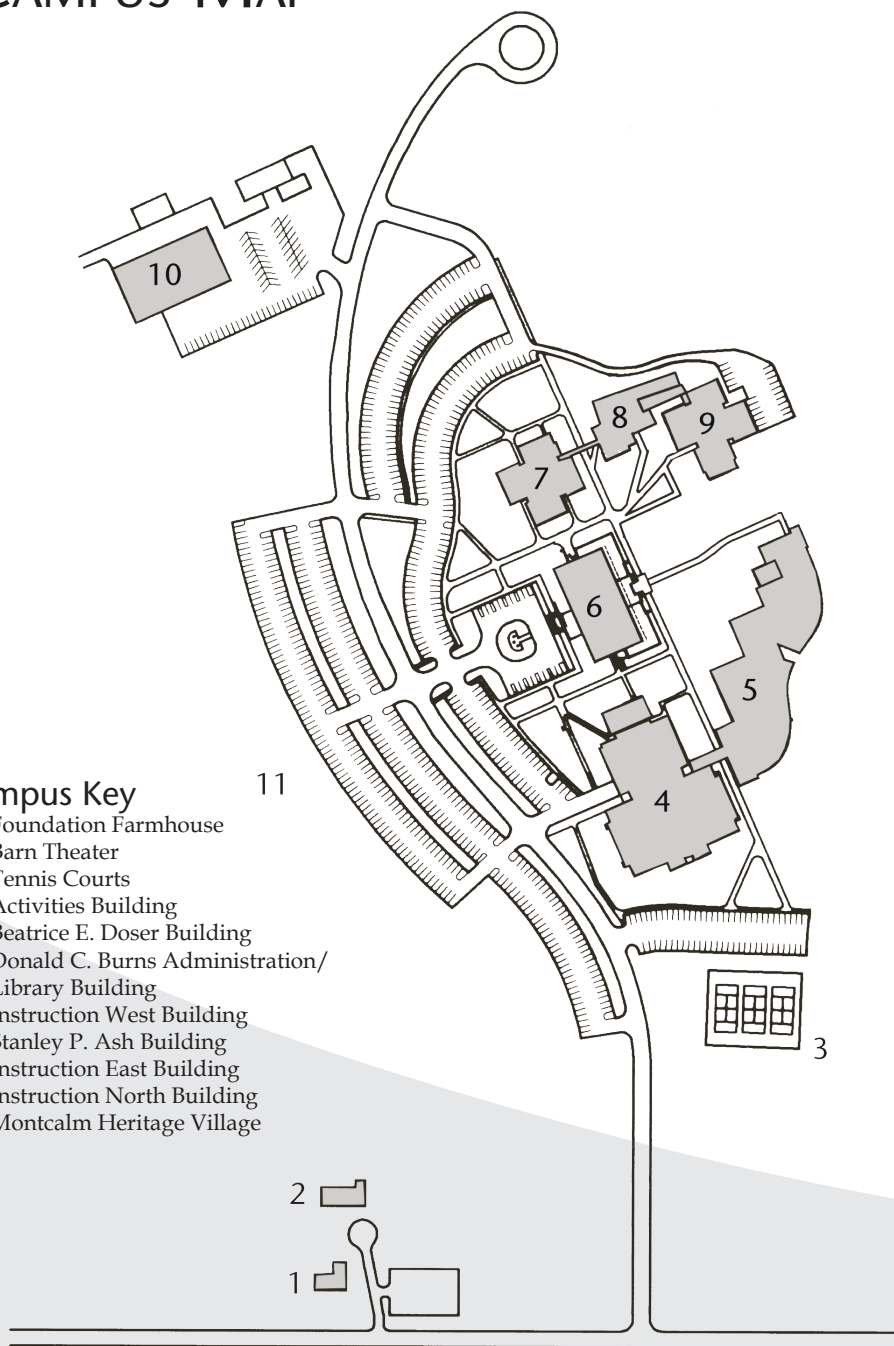 CAMPUS MAP
10
8
9
7
6
5
11
4
mpus Key
Foundation Farmhouse
Barn Theater
Tennis Courts
Activities Building
Beatrice E. Doser Building
Donald C. Burns Administration/
Library Building
nstruction West Building
Stanley P. Ash Building
nstruction East Building
nstruction North Building
Montcalm Heritage Village
3
2
1